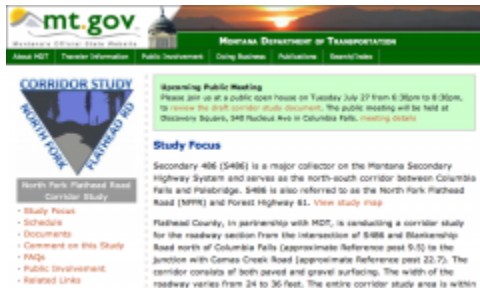 mt.gov
Montana's Official State Website
MONTANA DEPARTMENT OF TRANSPORTATION
About MDT Traveler Information Public Involvement Doing Business Publications Search/Index
CORRIDOR STUDY
NORTH FORK FLATHEAD RD
North Fork Flathead Road
Corridor Study
Study Focus
Schedule
Documents
Comment on this Study
FAQs
Public Involvement
Related Links
Upcoming Public Meeting
Please join us at a public open house on Tuesday July 27 from 6:30pm to 8:30pm,
to review the draft corridor study document. The public meeting will be held at
Discovery Square, 540 Nucleus Ave in Columbia Falls. meeting details
Study Focus
Secondary 486 (S486) is a major collector on the Montana Secondary
Highway System and serves as the north-south corridor between Columbia
Falls and Polebridge. S486 is also referred to as the North Fork Flathead
Road (NFFR) and Forest Highway 61. View study map
Flathead County, in partnership with MDT, is conducting a corridor study
for the roadway section from the intersection of S486 and Blankenship
Road north of Columbia Falls (approximate Reference post 9.5) to the
junction with Camas Creek Road (approximate Reference post 22.7). The
corridor consists of both paved and gravel surfacing. The width of the
roadway varies from 24 to 36 feet. The entire corridor study area is within